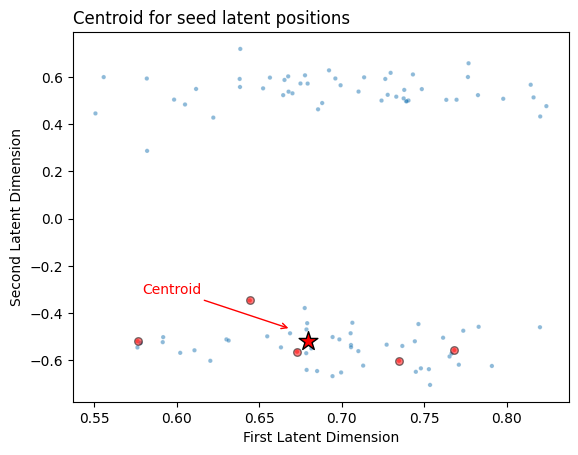 Centroid for seed latent positions
Second Latent Dimension
0.6
0.4
0.2
0.0
−0.2
−0.4
−0.6
Centroid
0.55 0.60 0.65 0.70 0.75 0.80
First Latent Dimension